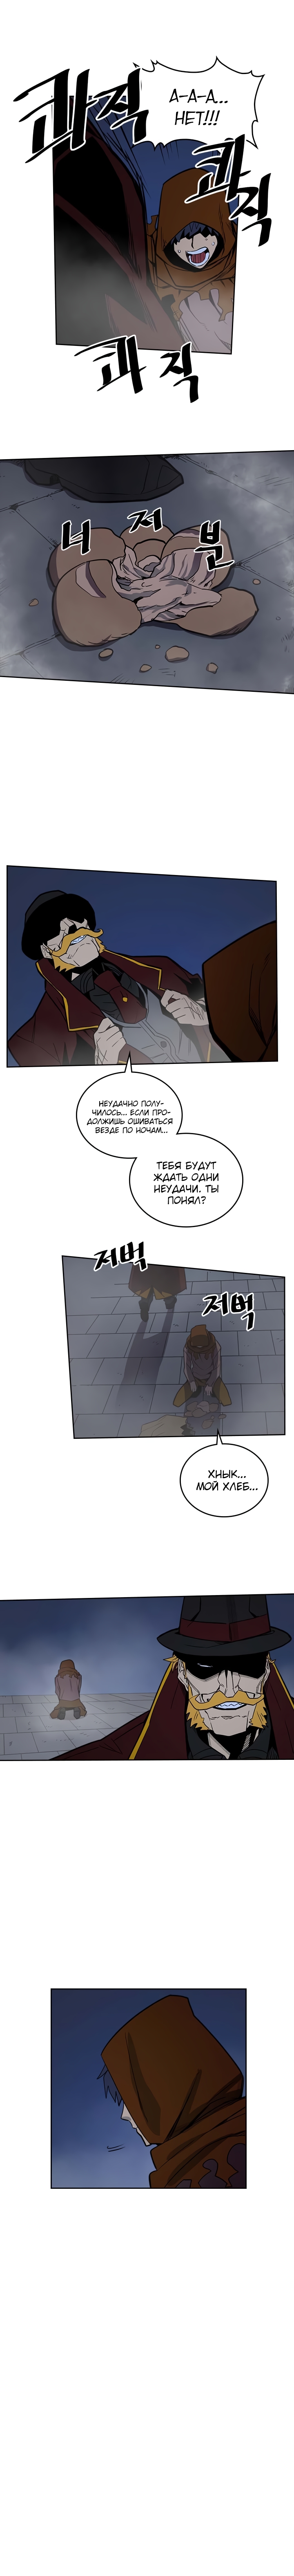 콰직
А-А-А...
НЕТ!!!
콰직
콰직
너저분
НЕУДАЧНО ПОЛУ-
ЧИЛОСЬ... ЕСЛИ ПРО-
ДОЛЖИШЬ ОШИВАТЬСЯ
ВЕЗДЕ ПО НОЧАМ...
ТЕБЯ БУДУТ
ЖДАТЬ ОДНИ
НЕУДАЧИ. ТЫ
ПОНЯЛ?
저벅
저벅
ХНЫК...
МОЙ ХЛЕБ...